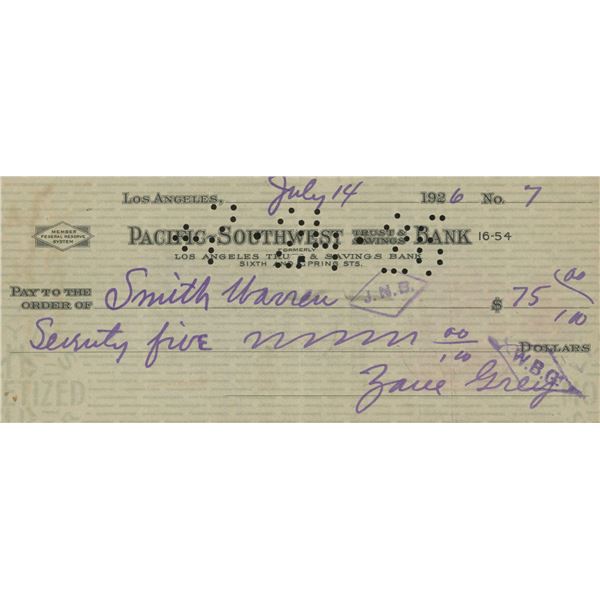 Los Angeles, July 14 1926 No. 7
MEMBER
FEDERAL RESERVE
SYSTEM
Pacific-Southwest Trust & Savings Bank 16-54
FORMERLY
LOS ANGELES TRUST & SAVINGS BANK
SIXTH AND SPRING STS.
Pay to the
order of Smith Warren $ 75 00/100
J.N.B.
Seventy five 00/100 Dollars
W.B.G.
Zane Grey